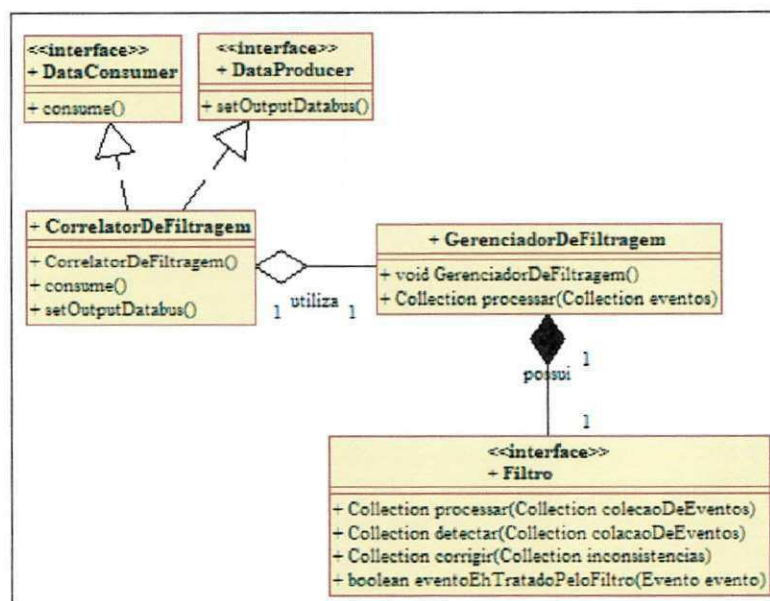 <<interface>>
+ DataConsumer
+ consume()
<<interface>>
+ DataProducer
+ setOutputDatabus()
+ CorrelatorDeFiltragem
+ CorrelatorDeFiltragem()
+ consume()
+ setOutputDatabus()
1 utiliza 1
+ GerenciadorDeFiltragem
+ void GerenciadorDeFiltragem()
+ Collection processar(Collection eventos)
possui 1
1
<<interface>>
+ Filtro
+ Collection processar(Collection colecaoDeEventos)
+ Collection detectar(Collection colacaoDeEventos)
+ Collection corrigir(Collection inconsistencias)
+ boolean eventoEhTratadoPeloFiltro(Evento evento)